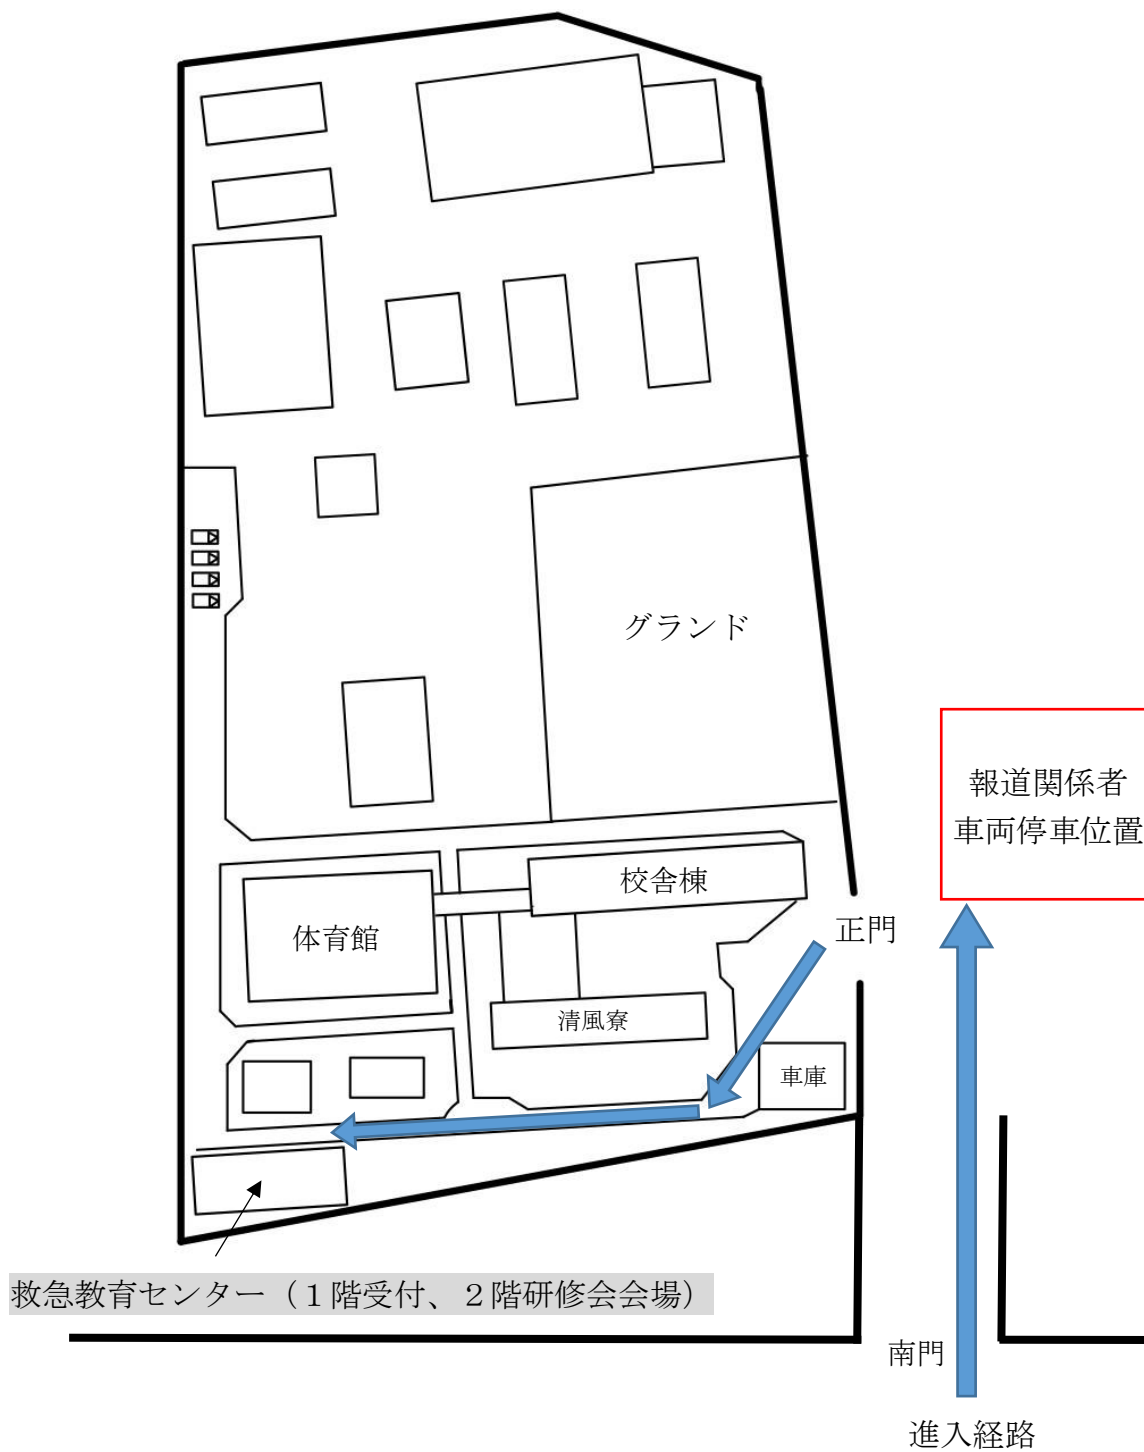 グランド
報道関係者
車両停車位置
校舎棟
体育館
正門
清風寮
車庫
救急教育センター（１階受付、２階研修会会場）
南門
進入経路